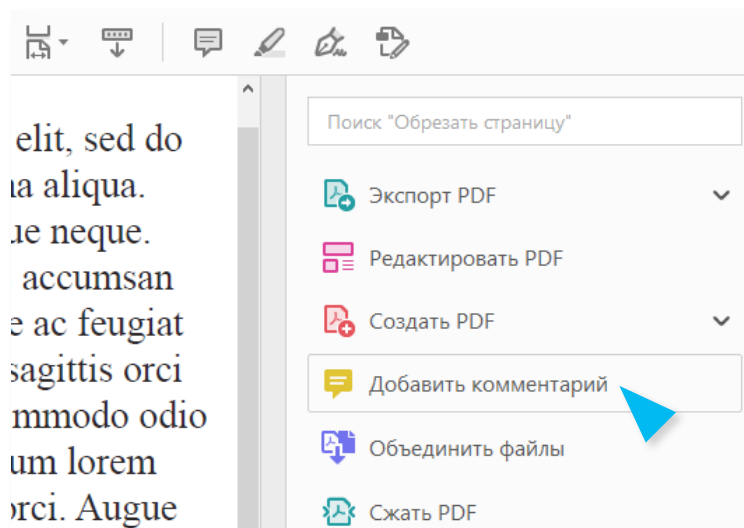 elit, sed do
na aliqua.
ue neque.
accumsan
e ac feugiat
sagittis orci
mmodo odio
um lorem
orci. Augue
Поиск "Обрезать страницу"
Экспорт PDF
Редактировать PDF
Создать PDF
Добавить комментарий
Объединить файлы
Сжать PDF